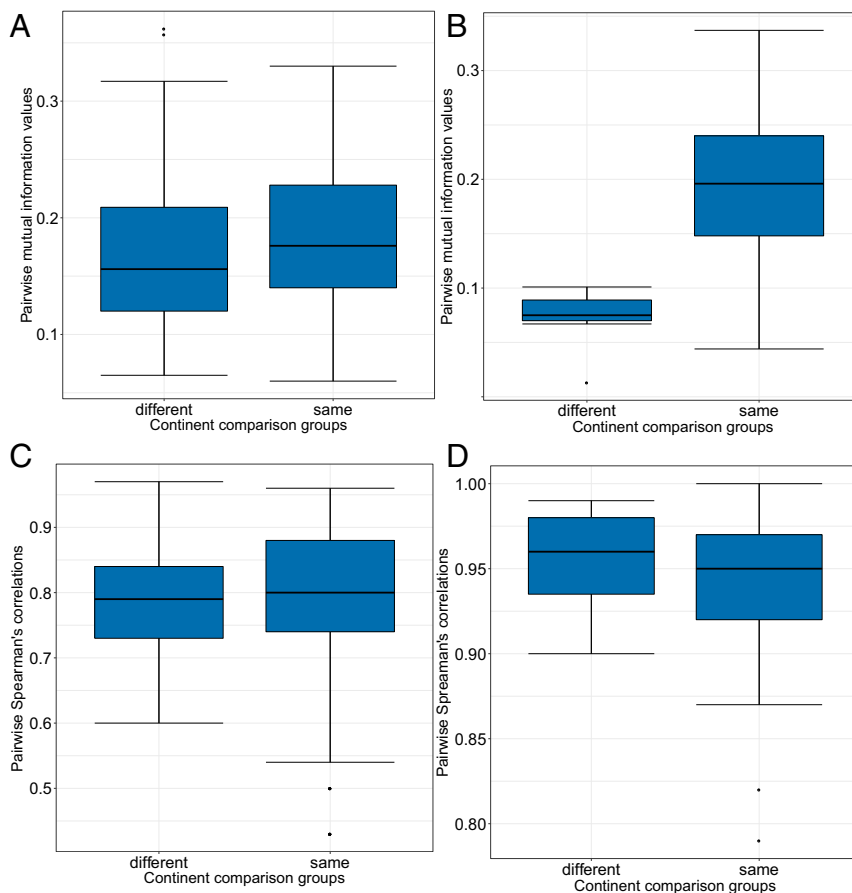 A
Pairwise mutual information values
0.3
0.2
0.1
different
same
Continent comparison groups
B
Pairwise mutual information values
0.3
0.2
0.1
different
same
Continent comparison groups
C
Pairwise Spearman's correlations
0.9
0.8
0.7
0.6
0.5
different
same
Continent comparison groups
D
Pairwise Spreaman's correlations
1.00
0.95
0.90
0.85
0.80
different
same
Continent comparison groups